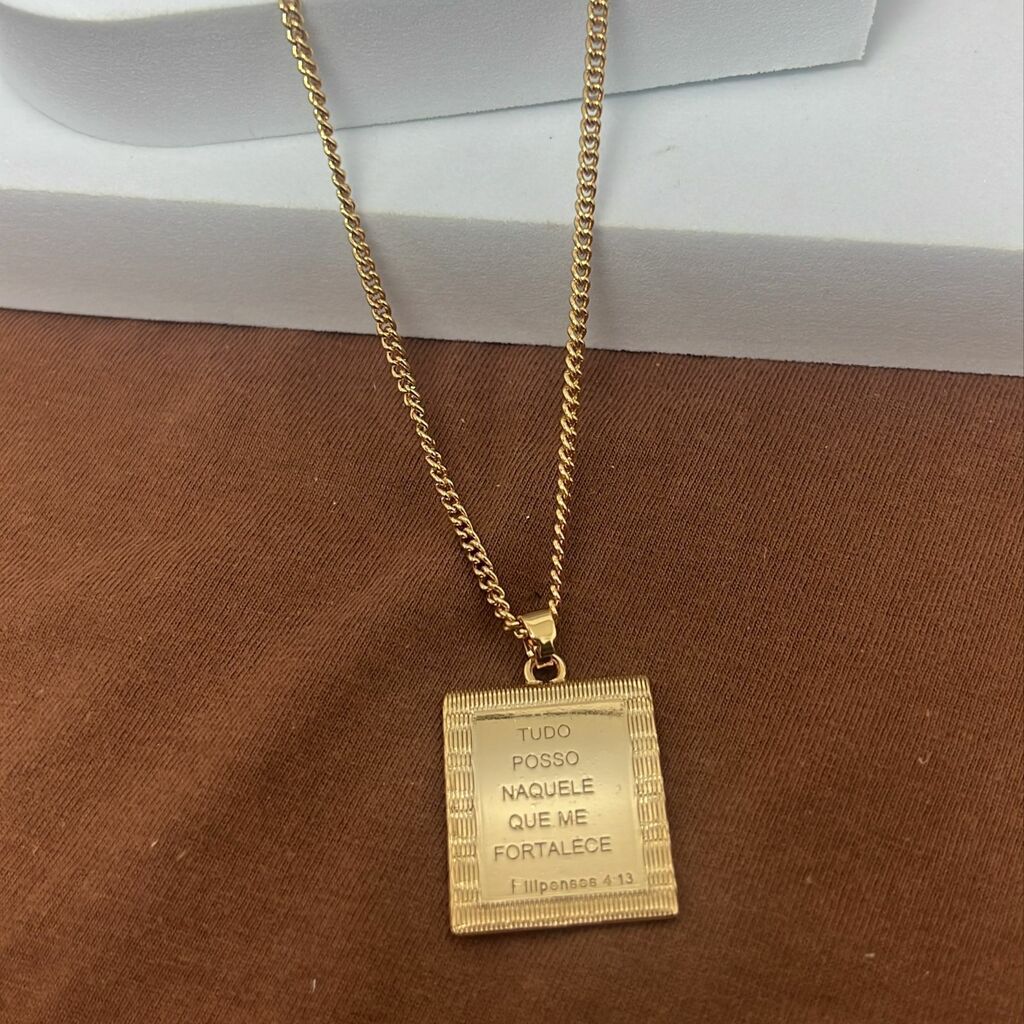 TUDO
POSSO
NAQUELE
QUE ME
FORTALECE
Filipenses 4:13